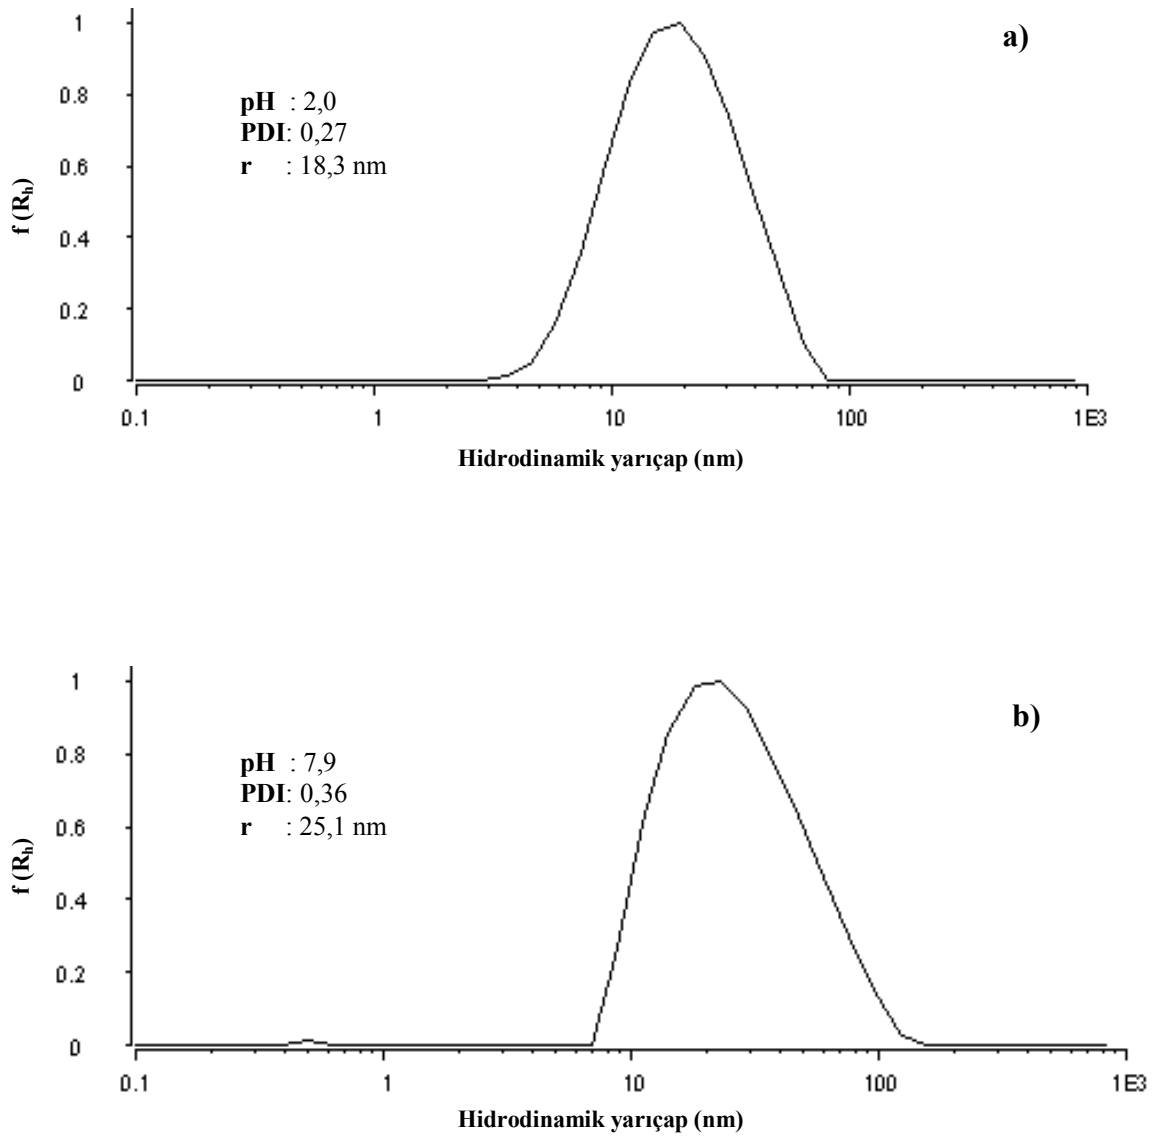 a)
pH : 2,0
PDI: 0,27
r : 18,3 nm
f (Rh)
1
0.8
0.6
0.4
0.2
0
0.1 1 10 100 1E3
Hidrodinamik yarıçap (nm)
b)
pH : 7,9
PDI: 0,36
r : 25,1 nm
f (Rh)
1
0.8
0.6
0.4
0.2
0
0.1 1 10 100 1E3
Hidrodinamik yarıçap (nm)